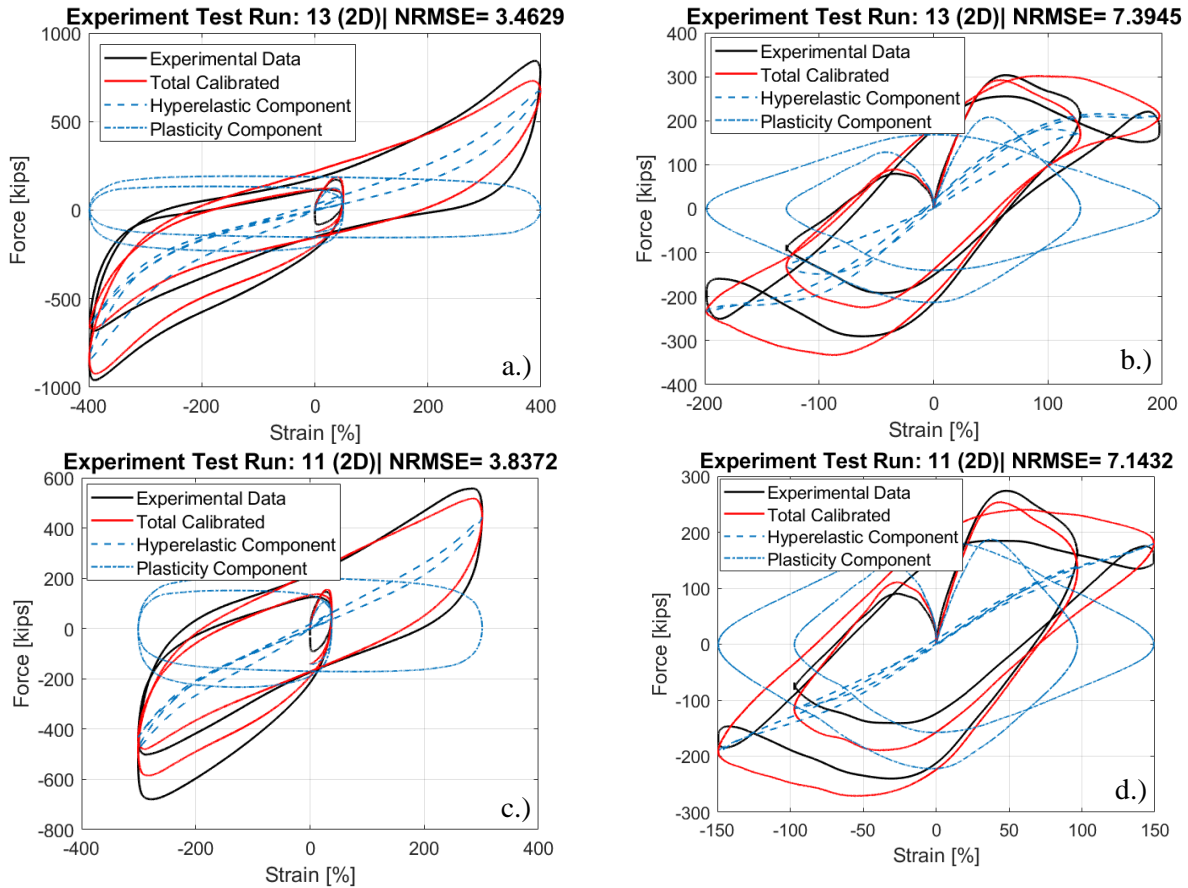 Experiment Test Run: 13 (2D)| NRMSE= 3.4629
1000
500
0
-500
-1000
Force [kips]
Experimental Data
Total Calibrated
Hyperelastic Component
Plasticity Component
a.)
-400
-200
0
200
400
Strain [%]
Experiment Test Run: 13 (2D)| NRMSE= 7.3945
400
300
200
100
0
-100
-200
-300
-400
Force [kips]
Experimental Data
Total Calibrated
Hyperelastic Component
Plasticity Component
b.)
-200
-100
0
100
200
Strain [%]
Experiment Test Run: 11 (2D)| NRMSE= 3.8372
600
400
200
0
-200
-400
-600
-800
Force [kips]
Experimental Data
Total Calibrated
Hyperelastic Component
Plasticity Component
c.)
-400
-200
0
200
400
Strain [%]
Experiment Test Run: 11 (2D)| NRMSE= 7.1432
300
200
100
0
-100
-200
-300
Force [kips]
Experimental Data
Total Calibrated
Hyperelastic Component
Plasticity Component
d.)
-150
-100
-50
0
50
100
150
Strain [%]